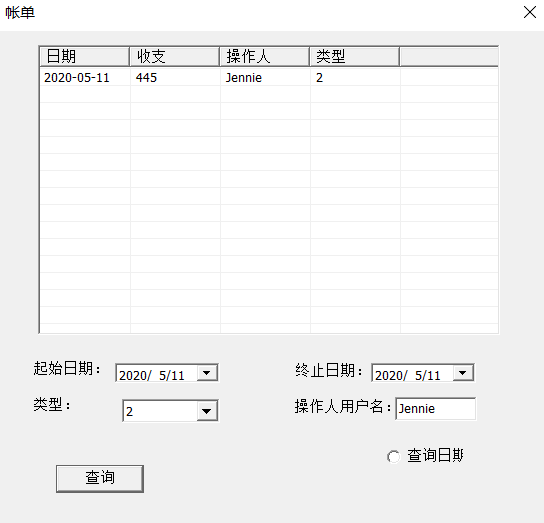 帐单
日期 收支 操作人 类型
2020-05-11 445 Jennie 2
起始日期： 2020/ 5/11 终止日期： 2020/ 5/11
类型： 2 操作人用户名： Jennie
查询日期
查询